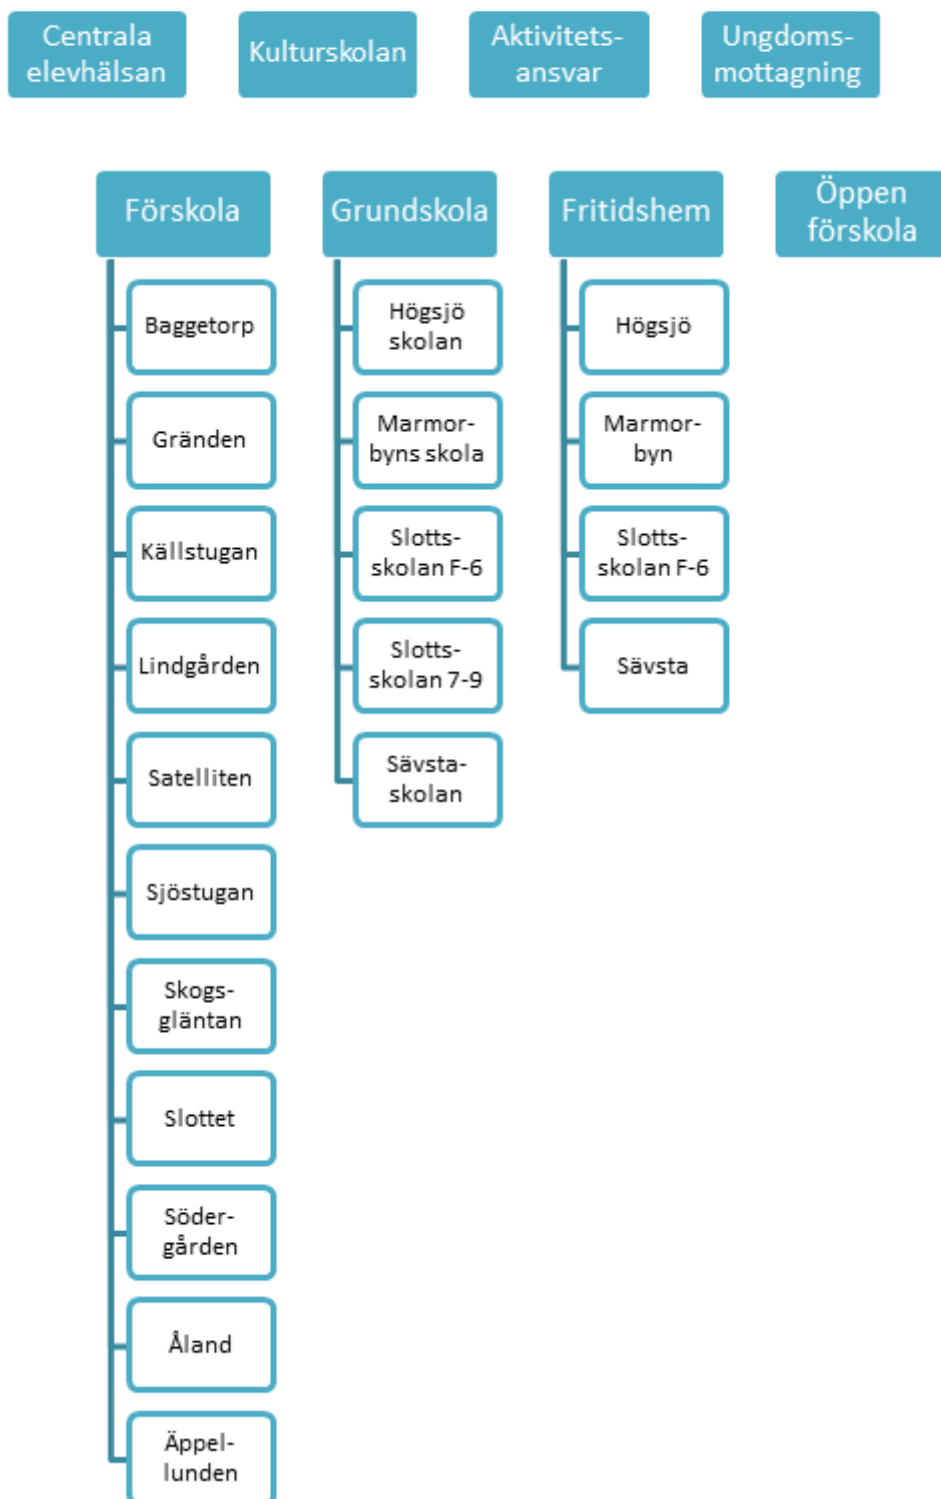 Centrala
elevhälsan
Kulturskolan
Aktivitets-
ansvar
Ungdoms-
mottagning
Förskola
Baggetorp
Gränden
Källstugan
Lindgården
Satelliten
Sjöstugan
Skogs-
gläntan
Slottet
Söder-
gården
Åland
Äppel-
lunden
Grundskola
Högsjö
skolan
Marmor-
byns skola
Slotts-
skolan F-6
Slotts-
skolan 7-9
Sävsta-
skolan
Fritidshem
Högsjö
Marmor-
byn
Slotts-
skolan F-6
Sävsta
Öppen
förskola